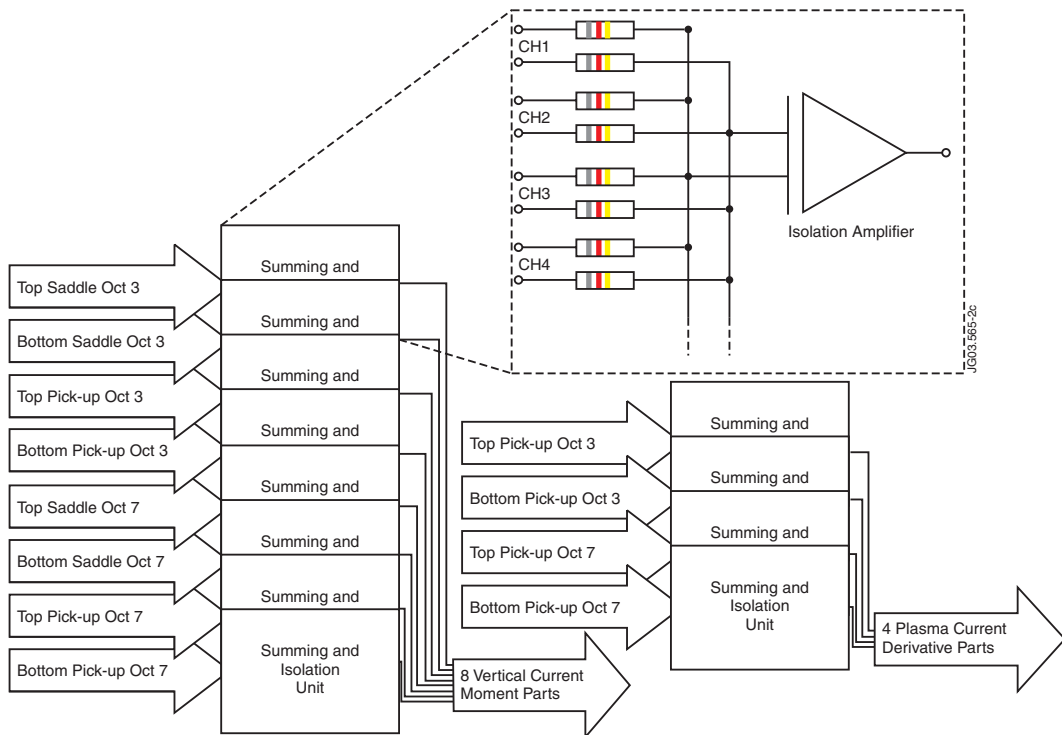 CH1
CH2
CH3
CH4
Isolation Amplifier
JG03.565-2c
Top Saddle Oct 3
Bottom Saddle Oct 3
Top Pick-up Oct 3
Bottom Pick-up Oct 3
Top Saddle Oct 7
Bottom Saddle Oct 7
Top Pick-up Oct 7
Bottom Pick-up Oct 7
Summing and
Summing and
Summing and
Summing and
Summing and
Summing and
Summing and
Summing and
Isolation
Unit
8 Vertical Current
Moment Parts
Top Pick-up Oct 3
Bottom Pick-up Oct 3
Top Pick-up Oct 7
Bottom Pick-up Oct 7
Summing and
Summing and
Summing and
Summing and
Isolation
Unit
4 Plasma Current
Derivative Parts